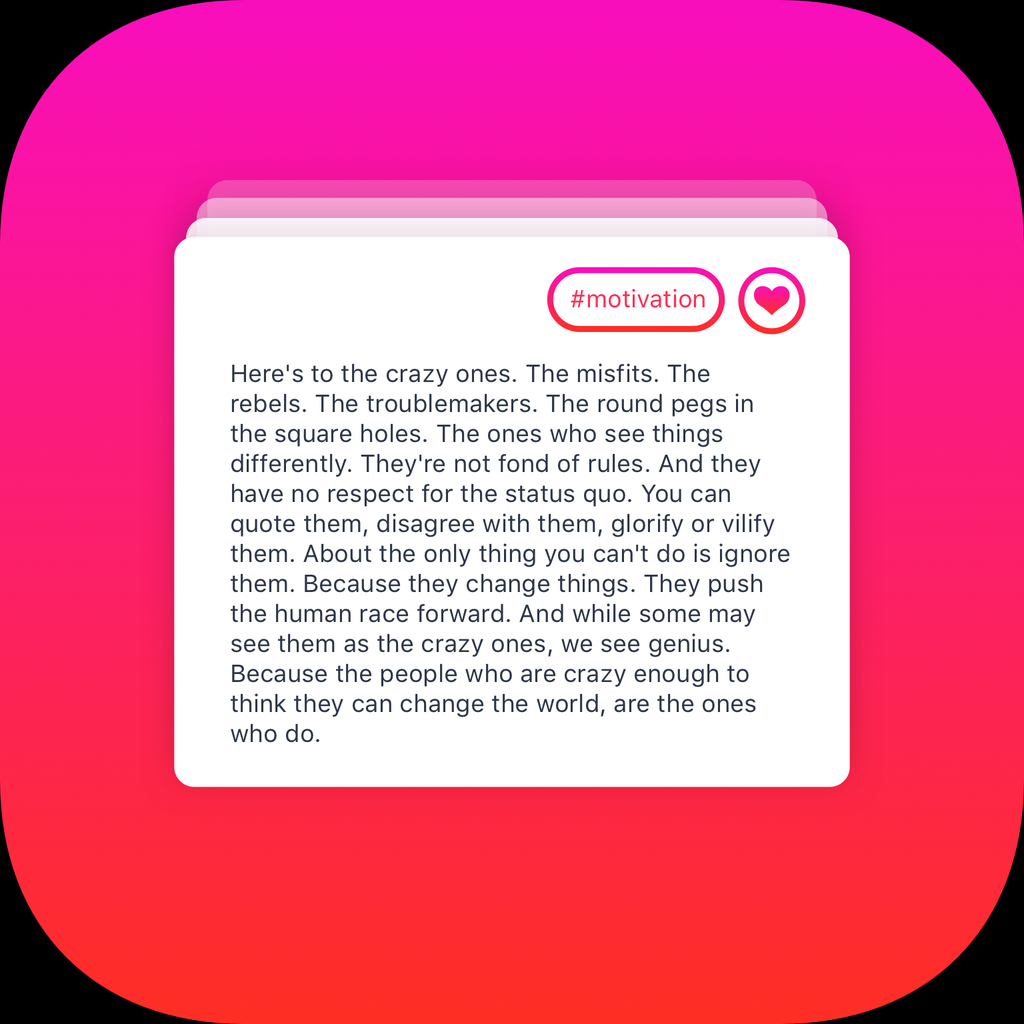 #motivation
Here's to the crazy ones. The misfits. The
rebels. The troublemakers. The round pegs in
the square holes. The ones who see things
differently. They're not fond of rules. And they
have no respect for the status quo. You can
quote them, disagree with them, glorify or vilify
them. About the only thing you can't do is ignore
them. Because they change things. They push
the human race forward. And while some may
see them as the crazy ones, we see genius.
Because the people who are crazy enough to
think they can change the world, are the ones
who do.